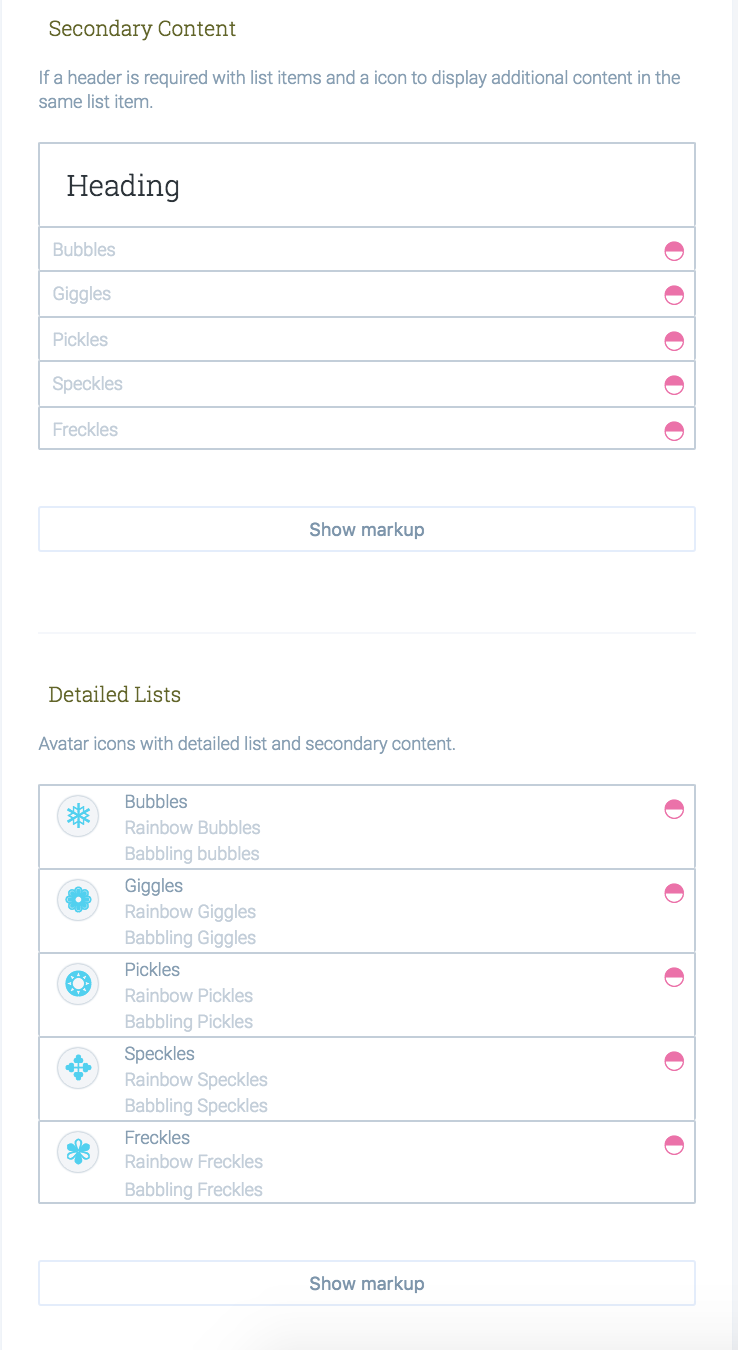 Secondary Content
If a header is required with list items and a icon to display additional content in the
same list item.
Heading
Bubbles
Giggles
Pickles
Speckles
Freckles
Show markup
Detailed Lists
Avatar icons with detailed list and secondary content.
Bubbles
Rainbow Bubbles
Babbling bubbles
Giggles
Rainbow Giggles
Babbling Giggles
Pickles
Rainbow Pickles
Babbling Pickles
Speckles
Rainbow Speckles
Babbling Speckles
Freckles
Rainbow Freckles
Babbling Freckles
Show markup